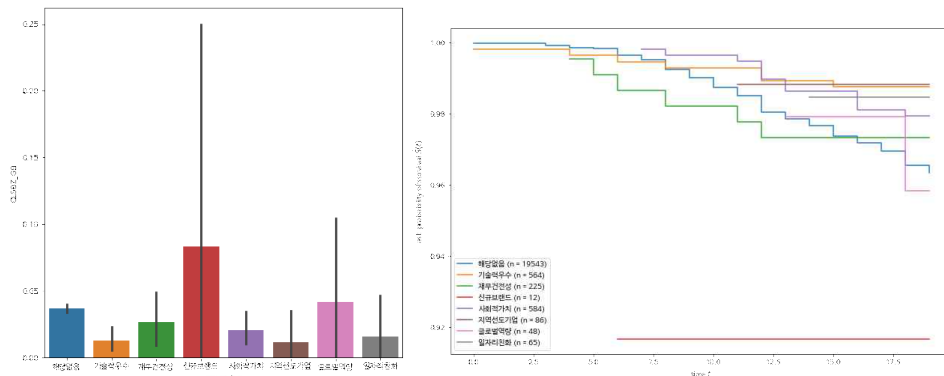 0.25
0.20
0.15
0.10
0.05
0.00
해당없음 기술력우수 재무건전성 신규브랜드 사회적가치 지역선도기업 글로벌역량 일자리친화
1.00
0.98
0.96
0.94
0.92
est. probability of survival Ŝ(t)
해당없음 (n = 19543)
기술력우수 (n = 564)
재무건전성 (n = 225)
신규브랜드 (n = 12)
사회적가치 (n = 584)
지역선도기업 (n = 86)
글로벌역량 (n = 48)
일자리친화 (n = 65)
0.0 2.5 5.0 7.5 10.0 12.5 15.0 17.5
time t